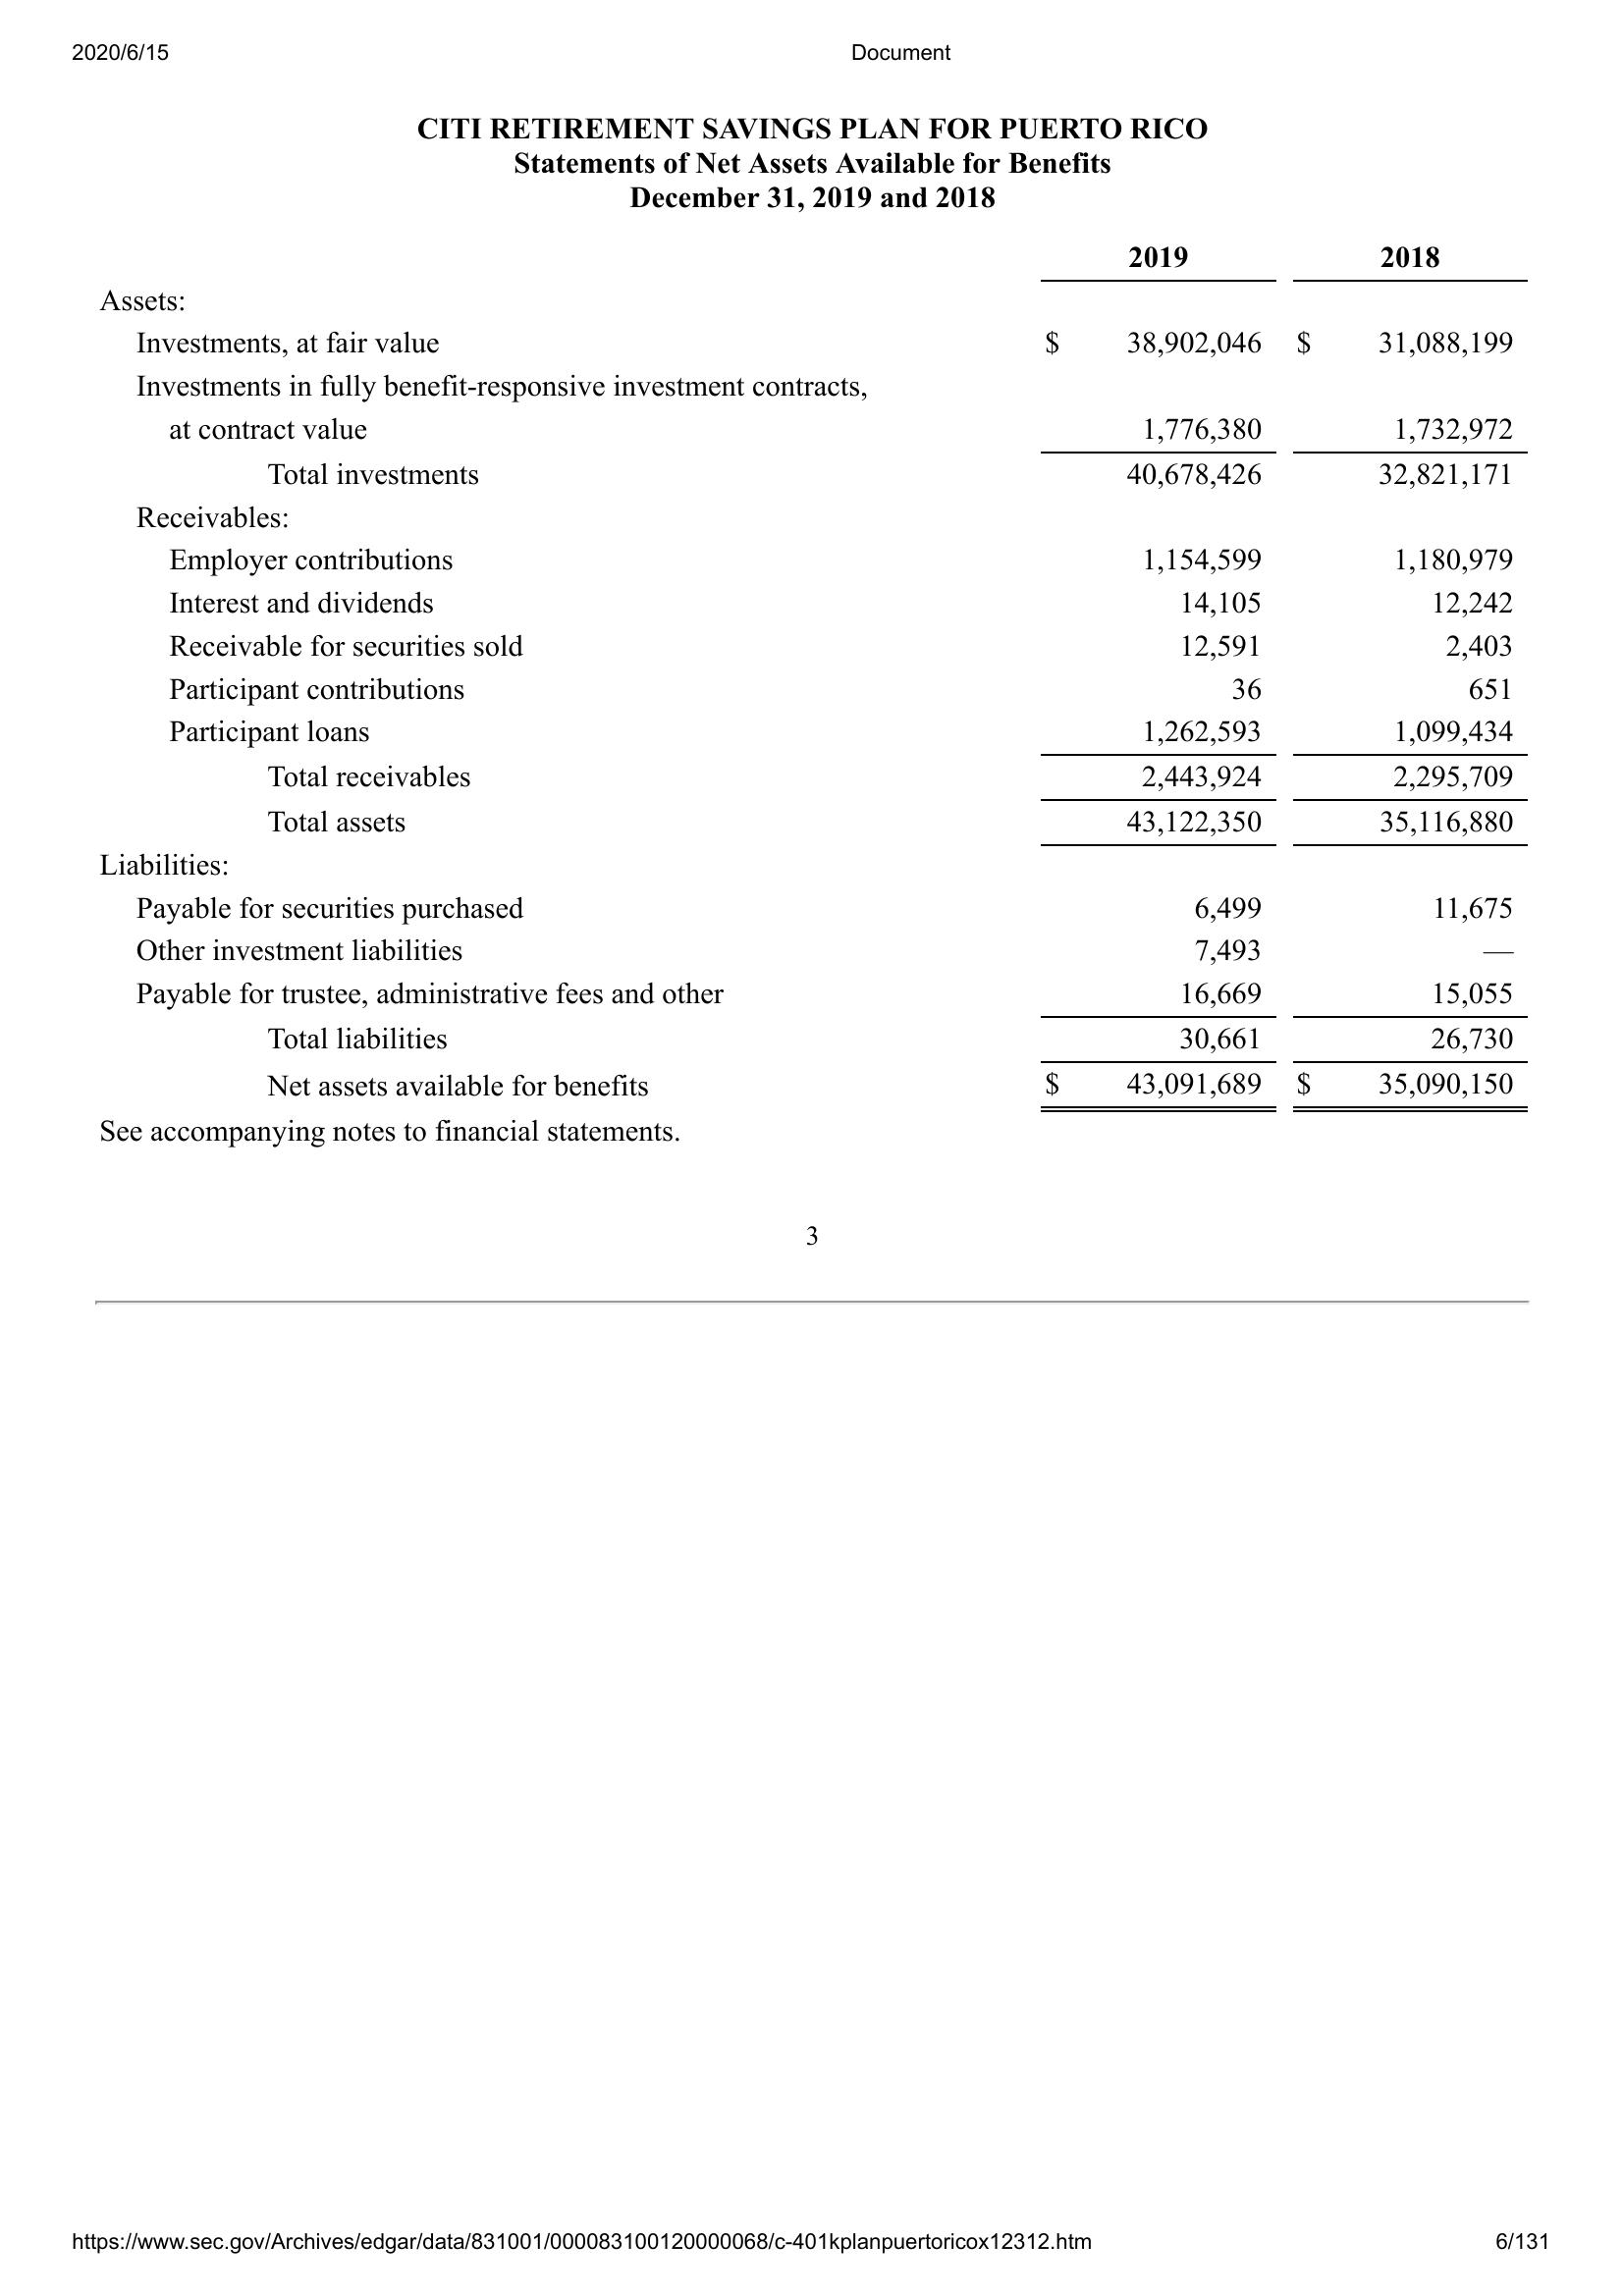 2020/6/15 Document
CITI RETIREMENT SAVINGS PLAN FOR PUERTO RICO
Statements of Net Assets Available for Benefits
December 31, 2019 and 2018
2019 2018
Assets:
Investments, at fair value $ 38,902,046 $ 31,088,199
Investments in fully benefit-responsive investment contracts,
at contract value 1,776,380 1,732,972
Total investments 40,678,426 32,821,171
Receivables:
Employer contributions 1,154,599 1,180,979
Interest and dividends 14,105 12,242
Receivable for securities sold 12,591 2,403
Participant contributions 36 651
Participant loans 1,262,593 1,099,434
Total receivables 2,443,924 2,295,709
Total assets 43,122,350 35,116,880
Liabilities:
Payable for securities purchased 6,499 11,675
Other investment liabilities 7,493 —
Payable for trustee, administrative fees and other 16,669 15,055
Total liabilities 30,661 26,730
Net assets available for benefits $ 43,091,689 $ 35,090,150
See accompanying notes to financial statements.
3
https://www.sec.gov/Archives/edgar/data/831001/000083100120000068/c-401kplanpuertoricox12312.htm 6/131